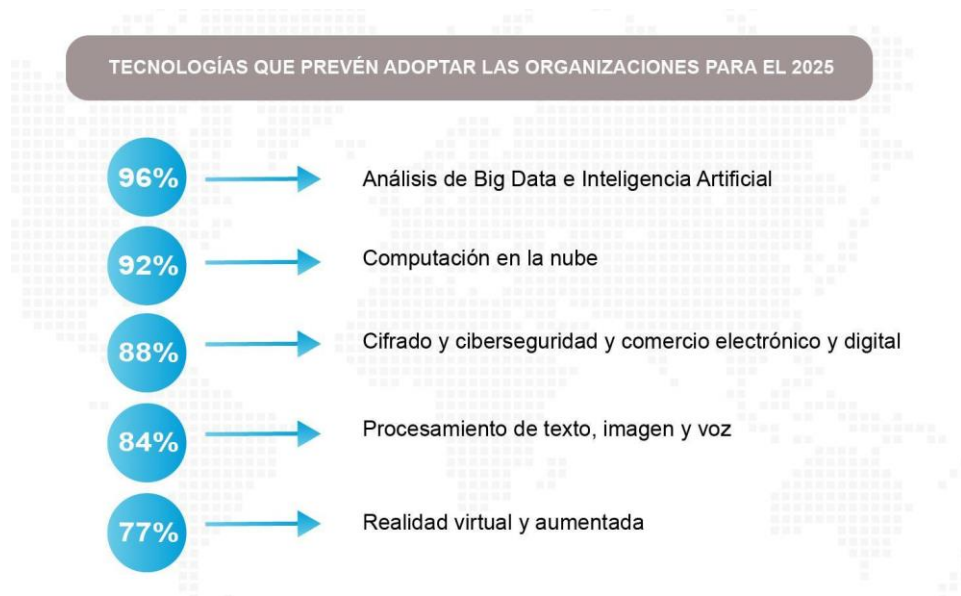 TECNOLOGÍAS QUE PREVÉN ADOPTAR LAS ORGANIZACIONES PARA EL 2025
96% Análisis de Big Data e Inteligencia Artificial
92% Computación en la nube
88% Cifrado y ciberseguridad y comercio electrónico y digital
84% Procesamiento de texto, imagen y voz
77% Realidad virtual y aumentada